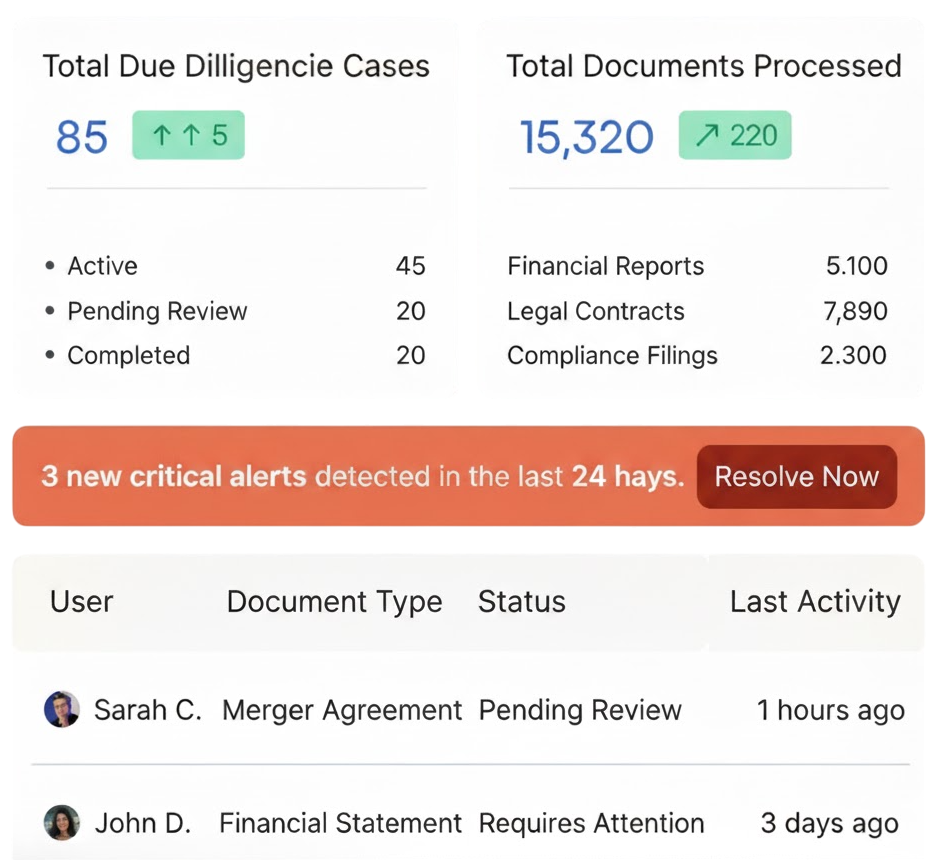 Total Due Dilligencie Cases
85 ↑ ↑ 5
• Active 45
• Pending Review 20
• Completed 20
Total Documents Processed
15,320 ↗ 220
Financial Reports 5.100
Legal Contracts 7,890
Compliance Filings 2.300
3 new critical alerts detected in the last 24 hays. Resolve Now
User Document Type Status Last Activity
Sarah C. Merger Agreement Pending Review 1 hours ago
John D. Financial Statement Requires Attention 3 days ago